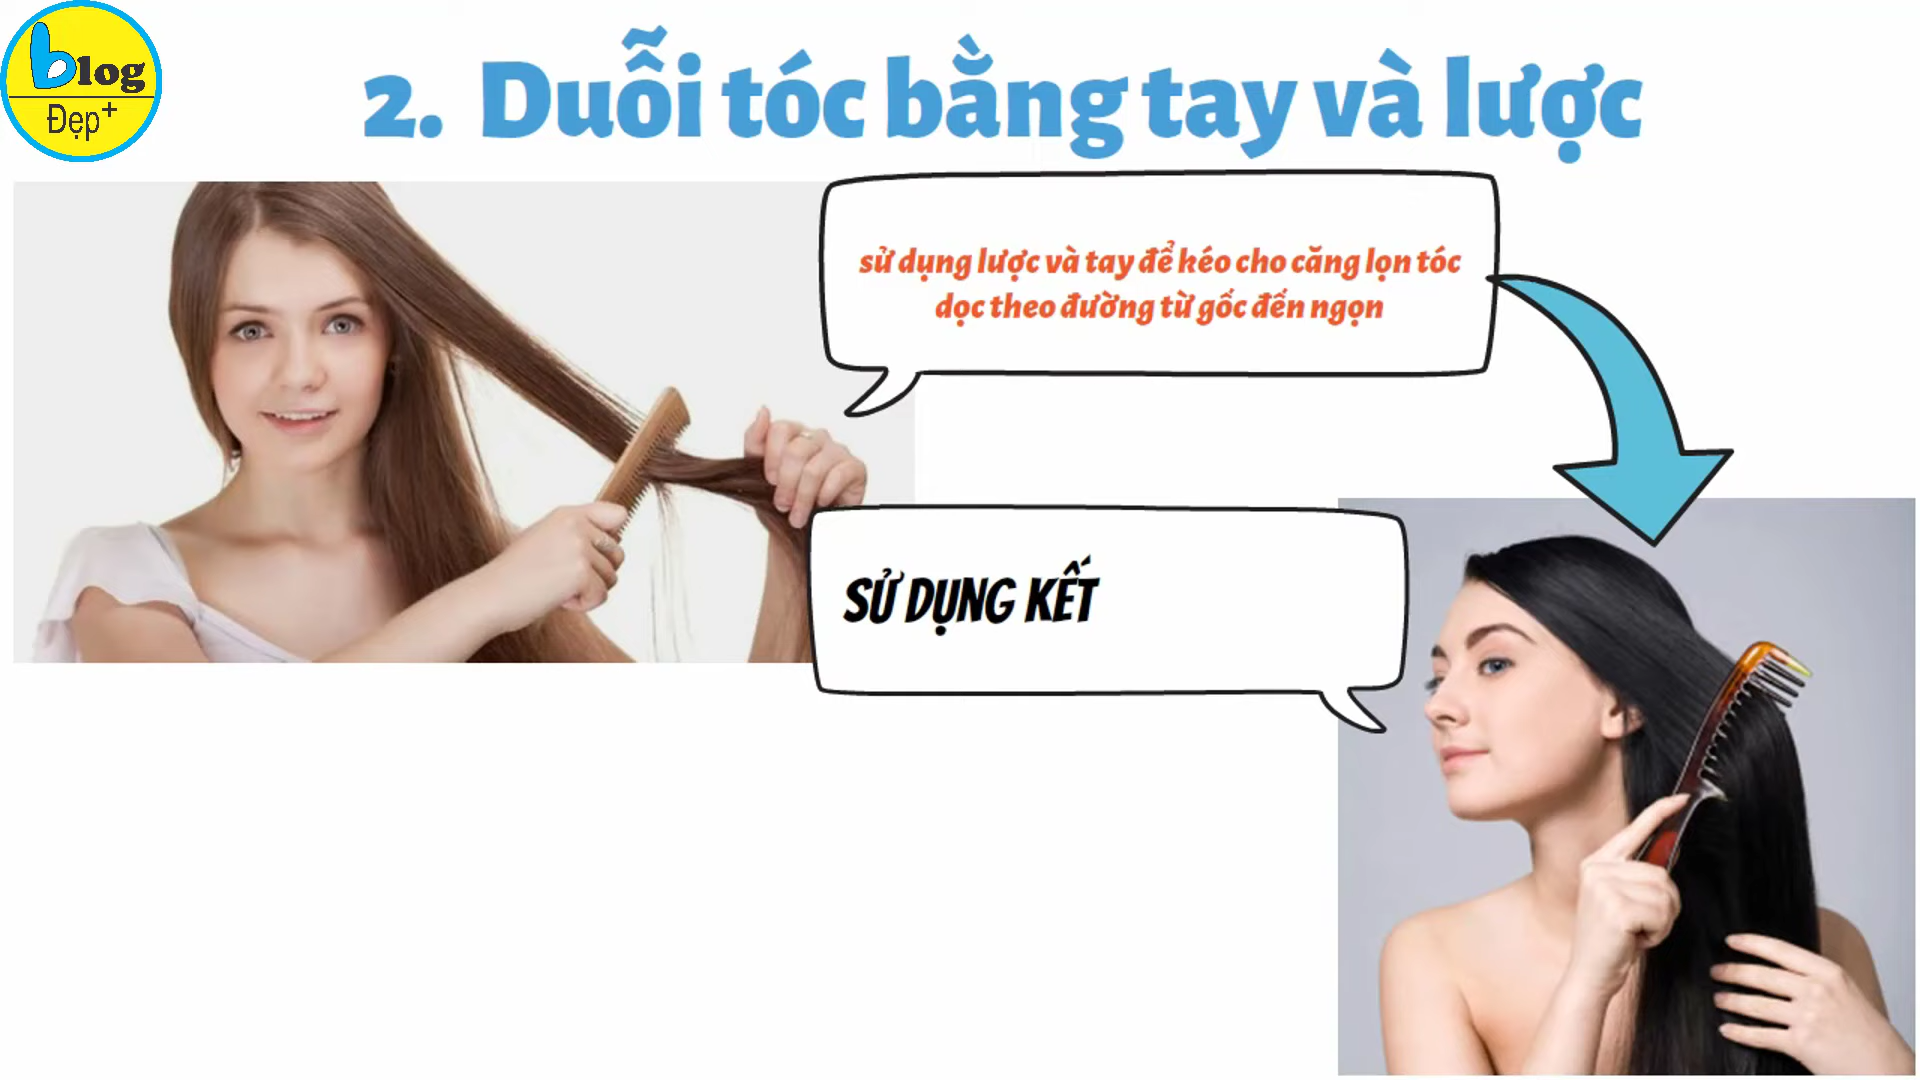 blog
Đẹp+
2. Duỗi tóc bằng tay và lược
sử dụng lược và tay để kéo cho căng lọn tóc
dọc theo đường từ gốc đến ngọn
SỬ DỤNG KẾT